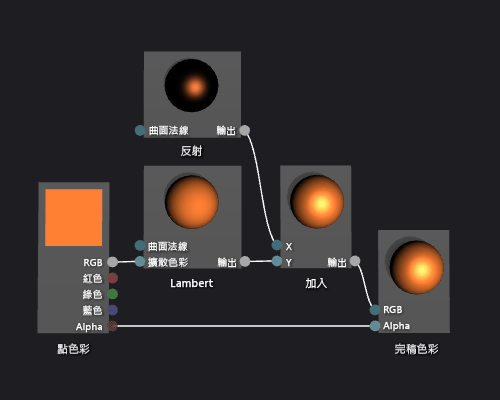 曲面法線 輸出
反射
曲面法線
擴散色彩 輸出
Lambert
X
Y 輸出
加入
RGB
紅色
綠色
藍色
Alpha
點色彩
RGB
Alpha
完稿色彩